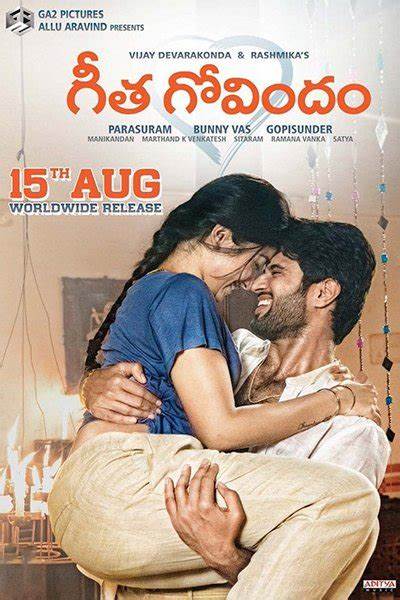 GA2 PICTURES
ALLU ARAVIND PRESENTS
VIJAY DEVARAKONDA & RASHMIKA'S
గీత గోవిందం
PARASURAM BUNNY VAS GOPISUNDER
MANIKANDAN MARTHAND K VENKATESH SITARAM RAMANA VANKA SATYA
15TH AUG
WORLDWIDE RELEASE
ADITYA
MUSIC